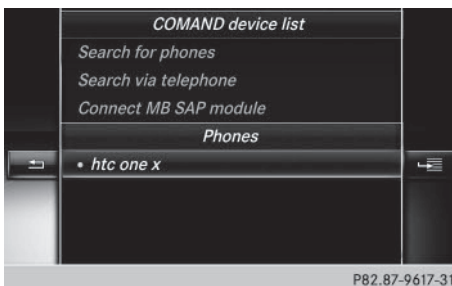 COMAND device list
Search for phones
Search via telephone
Connect MB SAP module
Phones
• htc one x
P82.87-9617-31